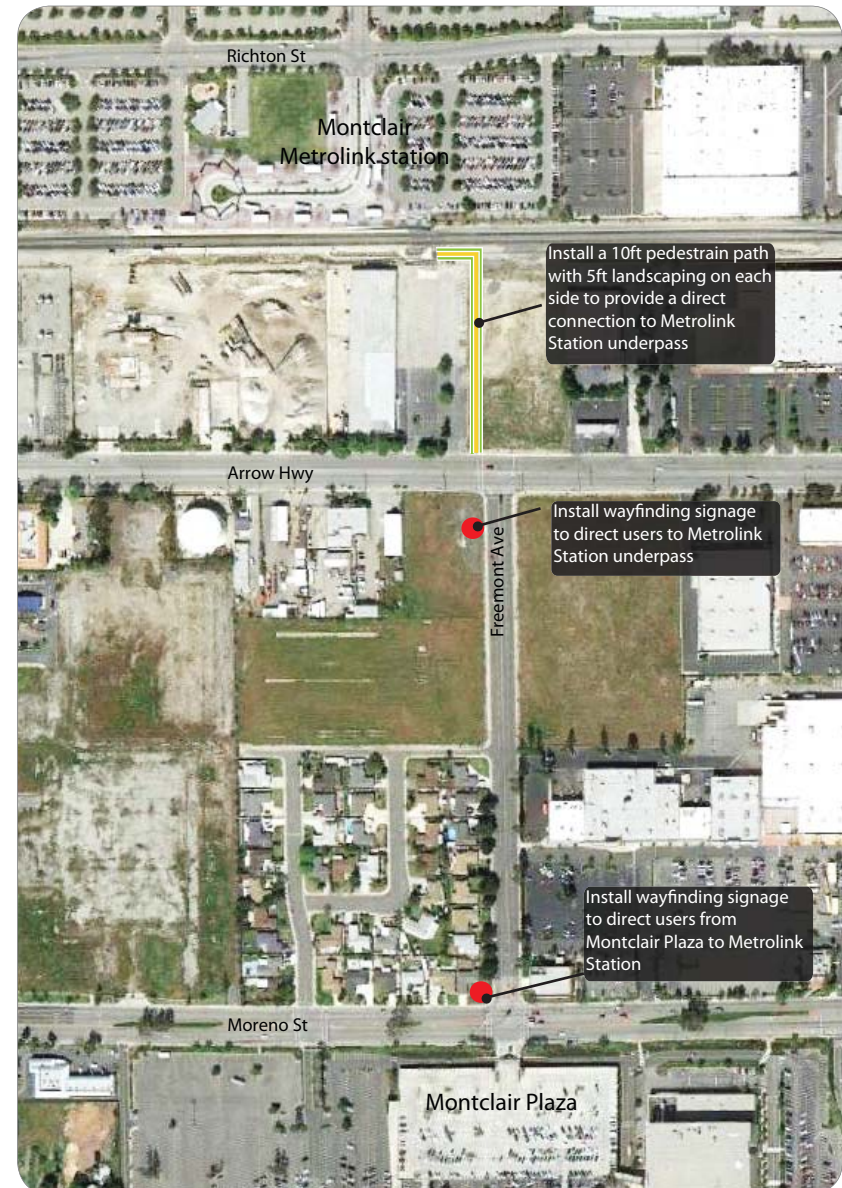 Richton St
Montclair
Metrolink station
Install a 10ft pedestrain path
with 5ft landscaping on each
side to provide a direct
connection to Metrolink
Station underpass
Arrow Hwy
Install wayfinding signage
to direct users to Metrolink
Station underpass
Freemont Ave
Install wayfinding signage
to direct users from
Montclair Plaza to Metrolink
Station
Moreno St
Montclair Plaza